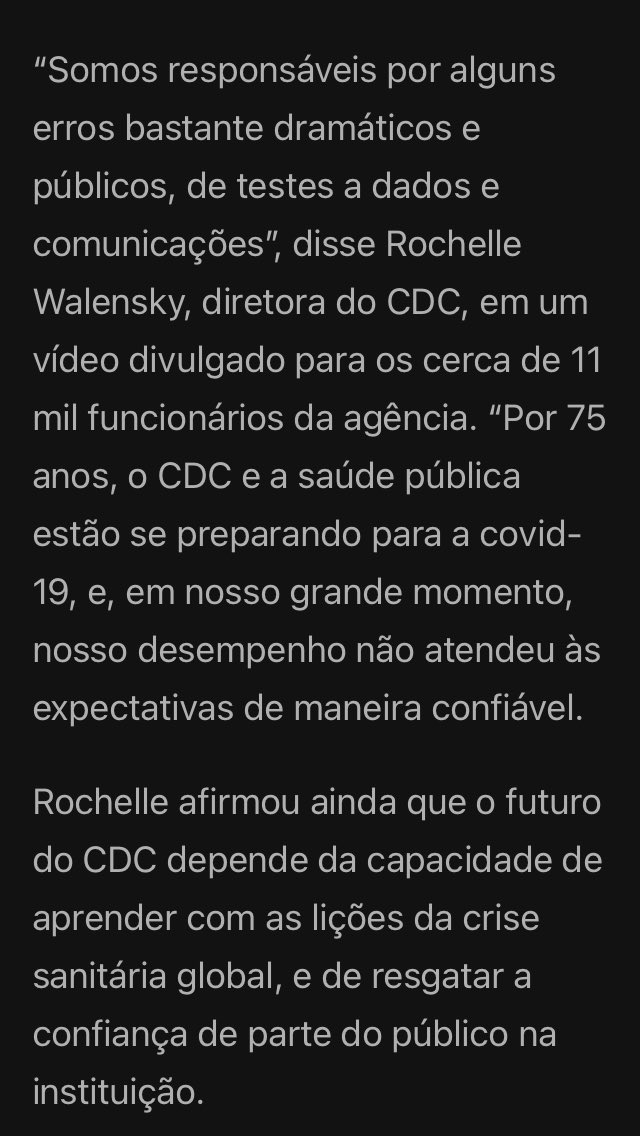 “Somos responsáveis por alguns
erros bastante dramáticos e
públicos, de testes a dados e
comunicações”, disse Rochelle
Walensky, diretora do CDC, em um
vídeo divulgado para os cerca de 11
mil funcionários da agência. “Por 75
anos, o CDC e a saúde pública
estão se preparando para a covid-
19, e, em nosso grande momento,
nosso desempenho não atendeu às
expectativas de maneira confiável.
Rochelle afirmou ainda que o futuro
do CDC depende da capacidade de
aprender com as lições da crise
sanitária global, e de resgatar a
confiança de parte do público na
instituição.